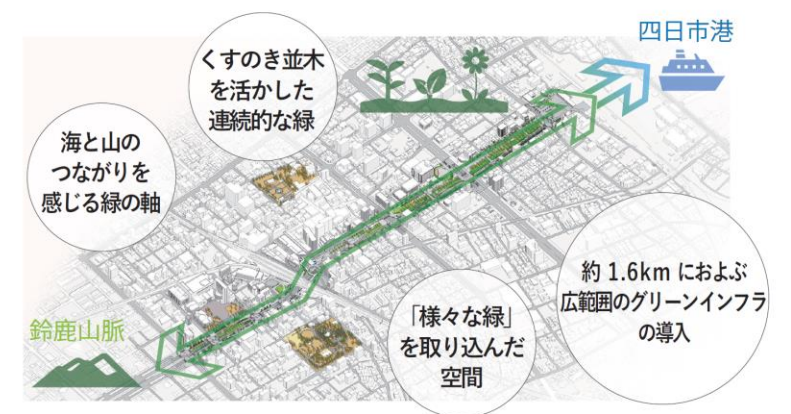 四日市港
くすのき並木
を活かした
連続的な緑
海と山の
つながりを
感じる緑の軸
約 1.6km におよぶ
広範囲のグリーンインフラ
の導入
「様々な緑」
を取り込んだ
空間
鈴鹿山脈